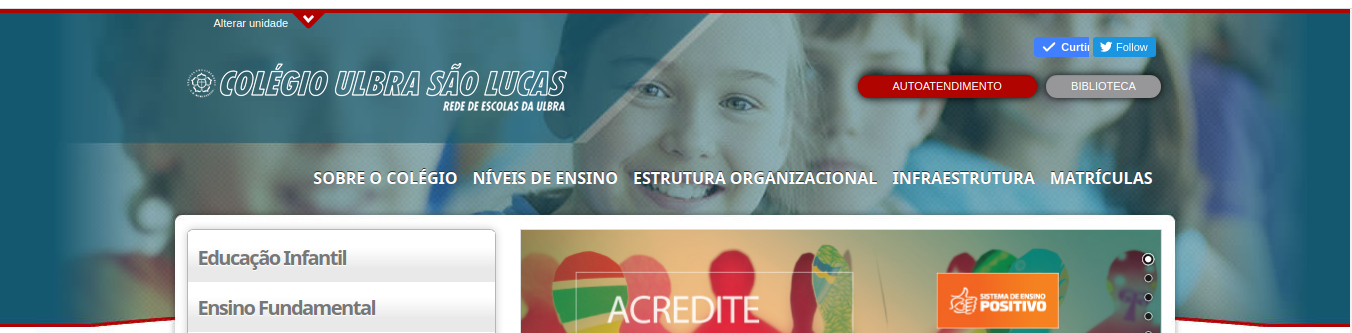 Alterar unidade
Curtir
Follow
COLÉGIO ULBRA SÃO LUCAS
REDE DE ESCOLAS DA ULBRA
AUTOATENDIMENTO
BIBLIOTECA
SOBRE O COLÉGIO NÍVEIS DE ENSINO ESTRUTURA ORGANIZACIONAL INFRAESTRUTURA MATRÍCULAS
Educação Infantil
Ensino Fundamental
ACREDITE
SISTEMA DE ENSINO
POSITIVO